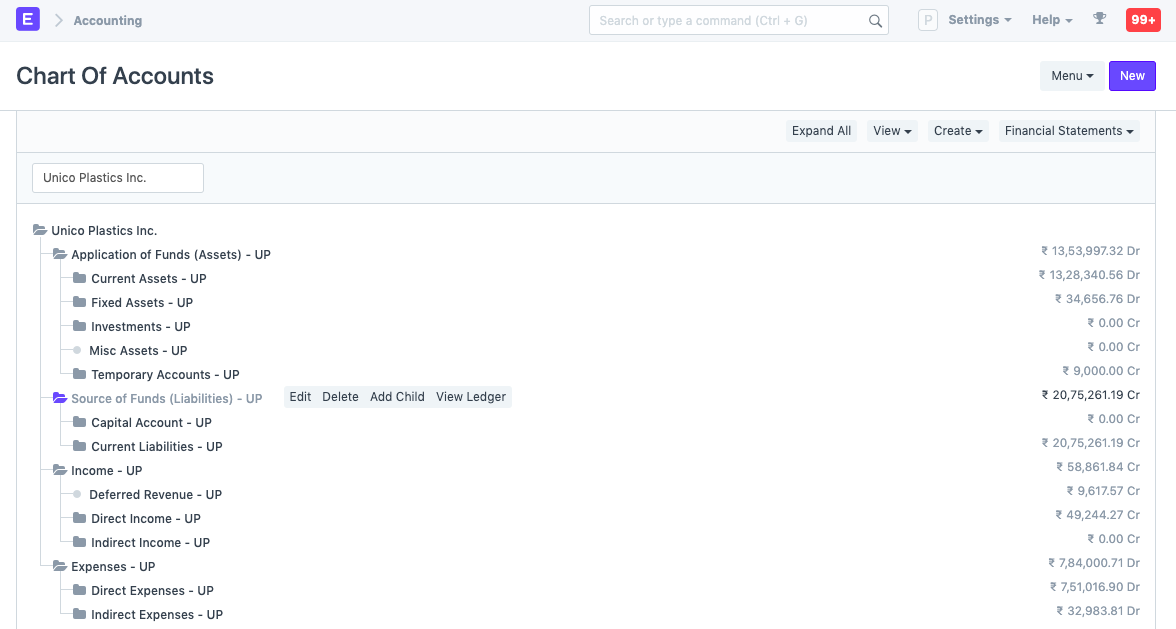 E Accounting Search or type a command (Ctrl + G) P Settings Help 99+
Chart Of Accounts Menu New
Expand All View Create Financial Statements
Unico Plastics Inc.
Unico Plastics Inc.
Application of Funds (Assets) - UP ₹ 13,53,997.32 Dr
Current Assets - UP ₹ 13,28,340.56 Dr
Fixed Assets - UP ₹ 34,656.76 Dr
Investments - UP ₹ 0.00 Cr
Misc Assets - UP ₹ 0.00 Cr
Temporary Accounts - UP ₹ 9,000.00 Cr
Source of Funds (Liabilities) - UP Edit Delete Add Child View Ledger ₹ 20,75,261.19 Cr
Capital Account - UP ₹ 0.00 Cr
Current Liabilities - UP ₹ 20,75,261.19 Cr
Income - UP ₹ 58,861.84 Cr
Deferred Revenue - UP ₹ 9,617.57 Cr
Direct Income - UP ₹ 49,244.27 Cr
Indirect Income - UP ₹ 0.00 Cr
Expenses - UP ₹ 7,84,000.71 Dr
Direct Expenses - UP ₹ 7,51,016.90 Dr
Indirect Expenses - UP ₹ 32,983.81 Dr